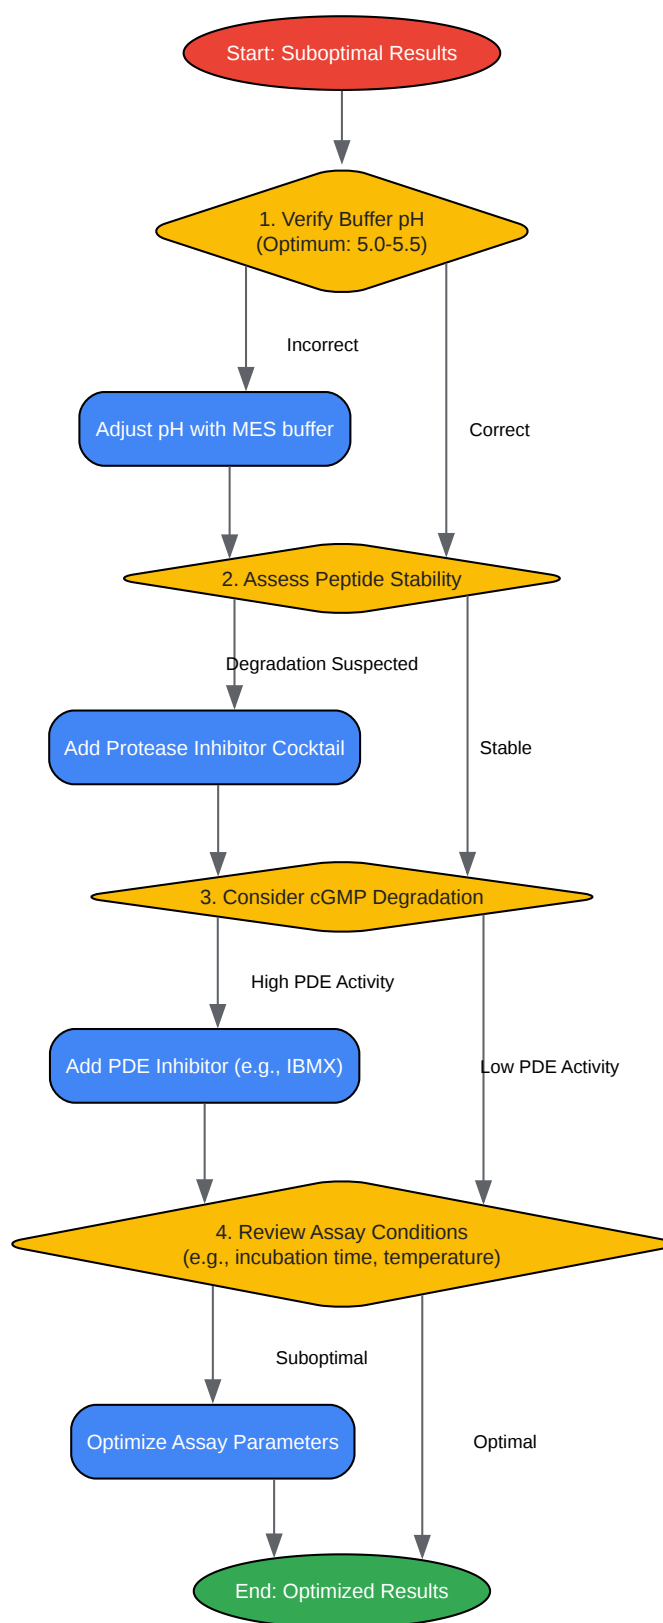 Start: Suboptimal Results
1. Verify Buffer pH
(Optimum: 5.0-5.5)
Incorrect
Adjust pH with MES buffer
Correct
2. Assess Peptide Stability
Degradation Suspected
Add Protease Inhibitor Cocktail
Stable
3. Consider cGMP Degradation
High PDE Activity
Add PDE Inhibitor (e.g., IBMX)
Low PDE Activity
4. Review Assay Conditions
(e.g., incubation time, temperature)
Suboptimal
Optimize Assay Parameters
Optimal
End: Optimized Results